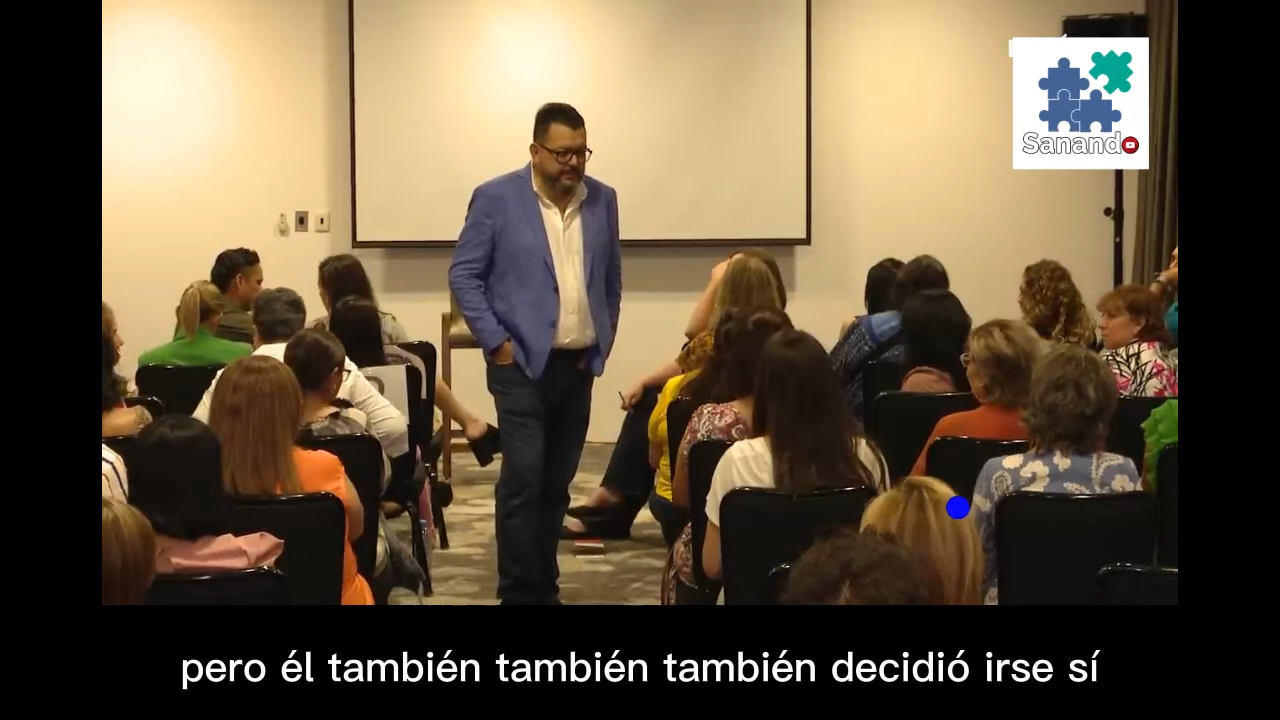 Sanando
pero él también también también decidió irse sí